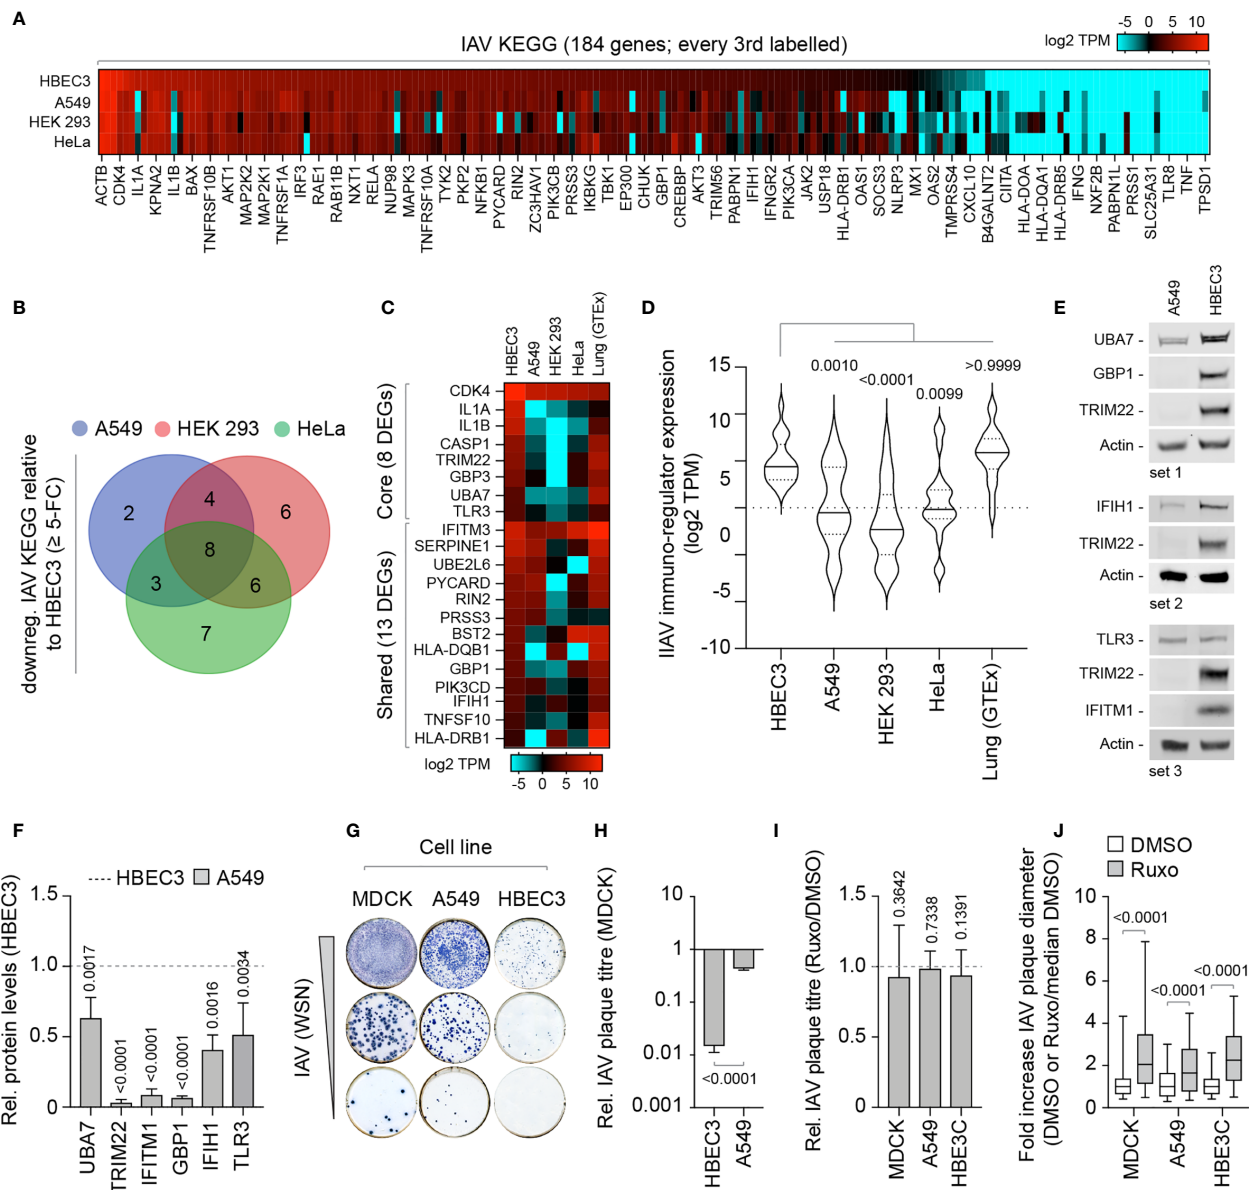 A
IAV KEGG (184 genes; every 3rd labelled)
log2 TPM
-5 0 5 10
HBEC3
A549
HEK 293
HeLa
ACTB
CDK4
IL1A
KPNA2
IL1B
BAX
TNFRSF10B
AKT1
MAP2K2
MAP2K1
TNFRSF1A
IRF3
RAE1
RAB11B
NXT1
RELA
NUP98
MAPK3
TNFRSF10A
TYK2
PKP2
NFKB1
PYCARD
RIN2
ZC3HAV1
PIK3CB
PRSS3
IKBKG
TBK1
EP300
CHUK
GBP1
CREBBP
AKT3
TRIM56
PABPN1
IFIH1
IFNGR2
PIK3CA
JAK2
USP18
HLA-DRB1
OAS1
SOCS3
NLRP3
MX1
OAS2
TMPRSS4
CXCL10
B4GALNT2
CIITA
HLA-DOA
HLA-DQA1
HLA-DRB5
IFNG
NXF2B
PABPN1L
PRSS1
SLC25A31
TLR8
TNF
TPSD1
B
A549 HEK 293 HeLa
downreg. IAV KEGG relative
to HBEC3 (≥ 5-FC)
2
4
6
8
3
6
7
C
HBEC3
A549
HEK 293
HeLa
Lung (GTEx)
Core (8 DEGs)
CDK4
IL1A
IL1B
CASP1
TRIM22
GBP3
UBA7
TLR3
Shared (13 DEGs)
IFITM3
SERPINE1
UBE2L6
PYCARD
RIN2
PRSS3
BST2
HLA-DQB1
GBP1
PIK3CD
IFIH1
TNFSF10
HLA-DRB1
log2 TPM
-5 0 5 10
D
IIAV immuno-regulator expression
(log2 TPM)
15
10
5
0
-5
-10
0.0010
<0.0001
0.0099
>0.9999
HBEC3
A549
HEK 293
HeLa
Lung (GTEx)
E
A549
HBEC3
UBA7 -
GBP1 -
TRIM22 -
Actin -
set 1
IFIH1 -
TRIM22 -
Actin -
set 2
TLR3 -
TRIM22 -
IFITM1 -
Actin -
set 3
F
---- HBEC3 A549
Rel. protein levels (HBEC3)
1.5
1.0
0.5
0
0.0017
<0.0001
<0.0001
<0.0001
0.0016
0.0034
UBA7
TRIM22
IFITM1
GBP1
IFIH1
TLR3
G
Cell line
MDCK A549 HBEC3
IAV (WSN)
H
Rel. IAV plaque titre (MDCK)
10
1
0.1
0.01
0.001
<0.0001
HBEC3
A549
I
Rel. IAV plaque titre (Ruxo/DMSO)
1.5
1.0
0.5
0
0.3642
0.7338
0.1391
MDCK
A549
HBE3C
J
DMSO
Ruxo
Fold increase IAV plaque diameter
(DMSO or Ruxo/median DMSO)
10
8
6
4
2
0
<0.0001
<0.0001
<0.0001
MDCK
A549
HBE3C